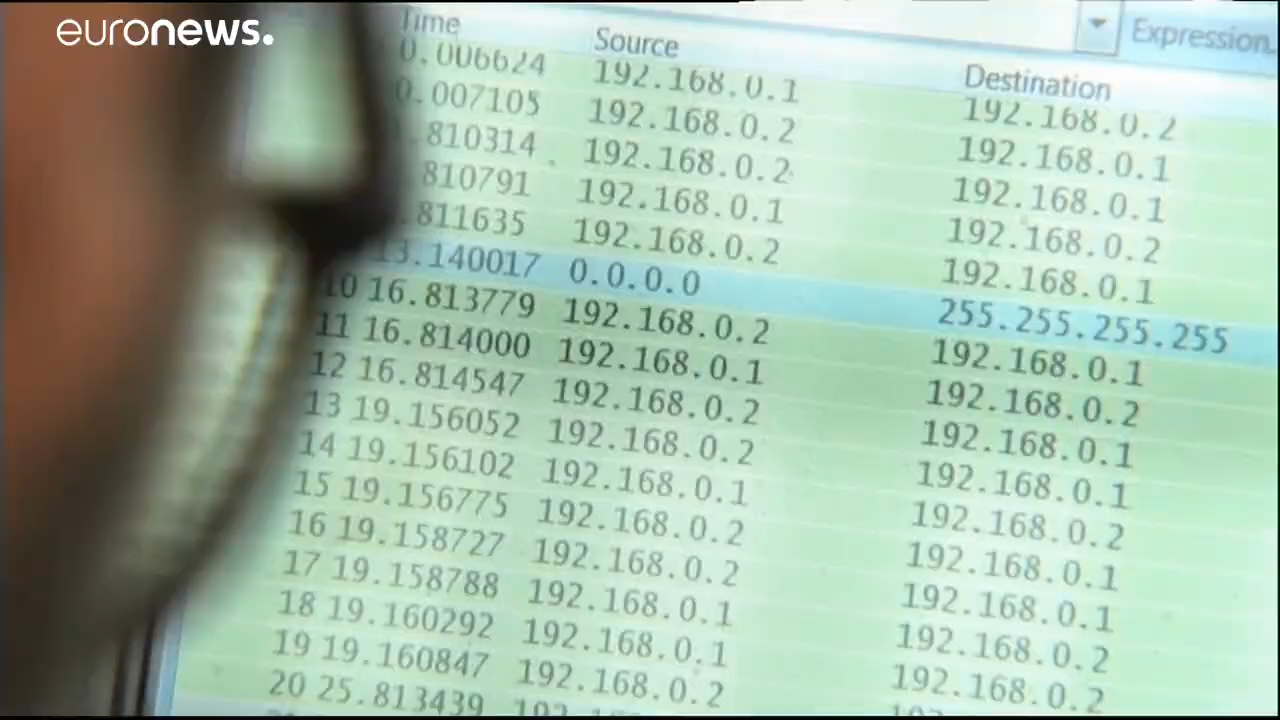 euronews.
Time Source Destination Expression.
0.006624 192.168.0.1 192.168.0.2
0.007105 192.168.0.2 192.168.0.1
.810314 192.168.0.2 192.168.0.1
.810791 192.168.0.1 192.168.0.2
.811635 192.168.0.2 192.168.0.1
13.140017 0.0.0.0 255.255.255.255
10 16.813779 192.168.0.2 192.168.0.1
11 16.814000 192.168.0.1 192.168.0.2
12 16.814547 192.168.0.2 192.168.0.1
13 19.156052 192.168.0.2 192.168.0.1
14 19.156102 192.168.0.1 192.168.0.2
15 19.156775 192.168.0.2 192.168.0.1
16 19.158727 192.168.0.2 192.168.0.1
17 19.158788 192.168.0.1 192.168.0.2
18 19.160292 192.168.0.1 192.168.0.2
19 19.160847 192.168.0.2
20 25.813439